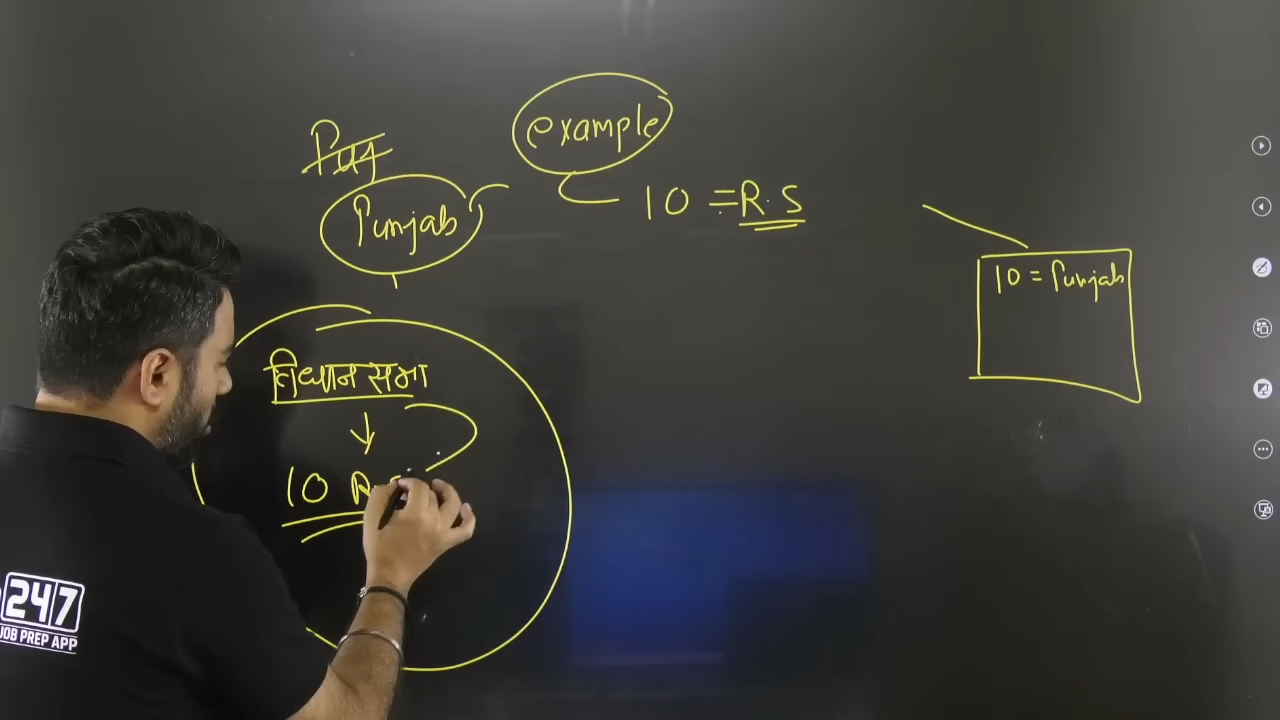 example
Punjab
10 = R.S
10 = Punjab
विधान सभा
10 R
247
JOB PREP APP